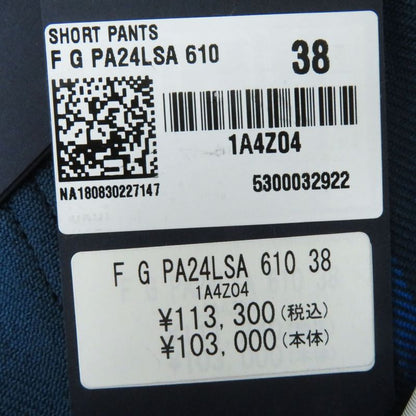 SHORT PANTS
F G PA24LSA 610
38
1A4Z04
NA180830227147
5300032922
F G PA24LSA 610 38
1A4Z04
¥113,300(税込)
¥103,000(本体)